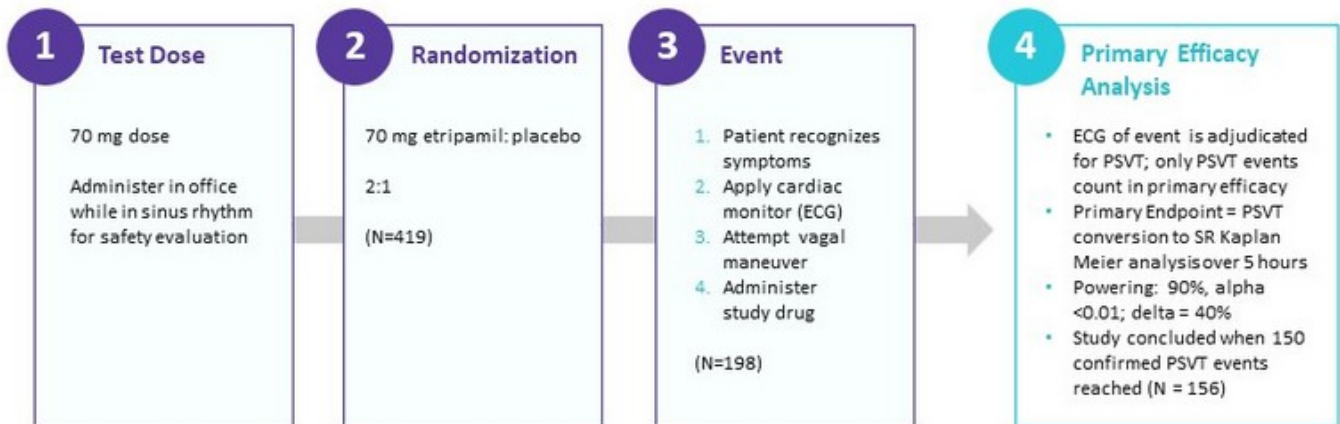 1
Test Dose
70 mg dose
Administer in office
while in sinus rhythm
for safety evaluation
2
Randomization
70 mg etripamil: placebo
2:1
(N=419)
3
Event
1. Patient recognizes
symptoms
2. Apply cardiac
monitor (ECG)
3. Attempt vagal
maneuver
4. Administer
study drug
(N=198)
4
Primary Efficacy
Analysis
• ECG of event is adjudicated
for PSVT; only PSVT events
count in primary efficacy
• Primary Endpoint = PSVT
conversion to SR Kaplan
Meier analysis over 5 hours
• Powering: 90%, alpha
<0.01; delta = 40%
• Study concluded when 150
confirmed PSVT events
reached (N = 156)